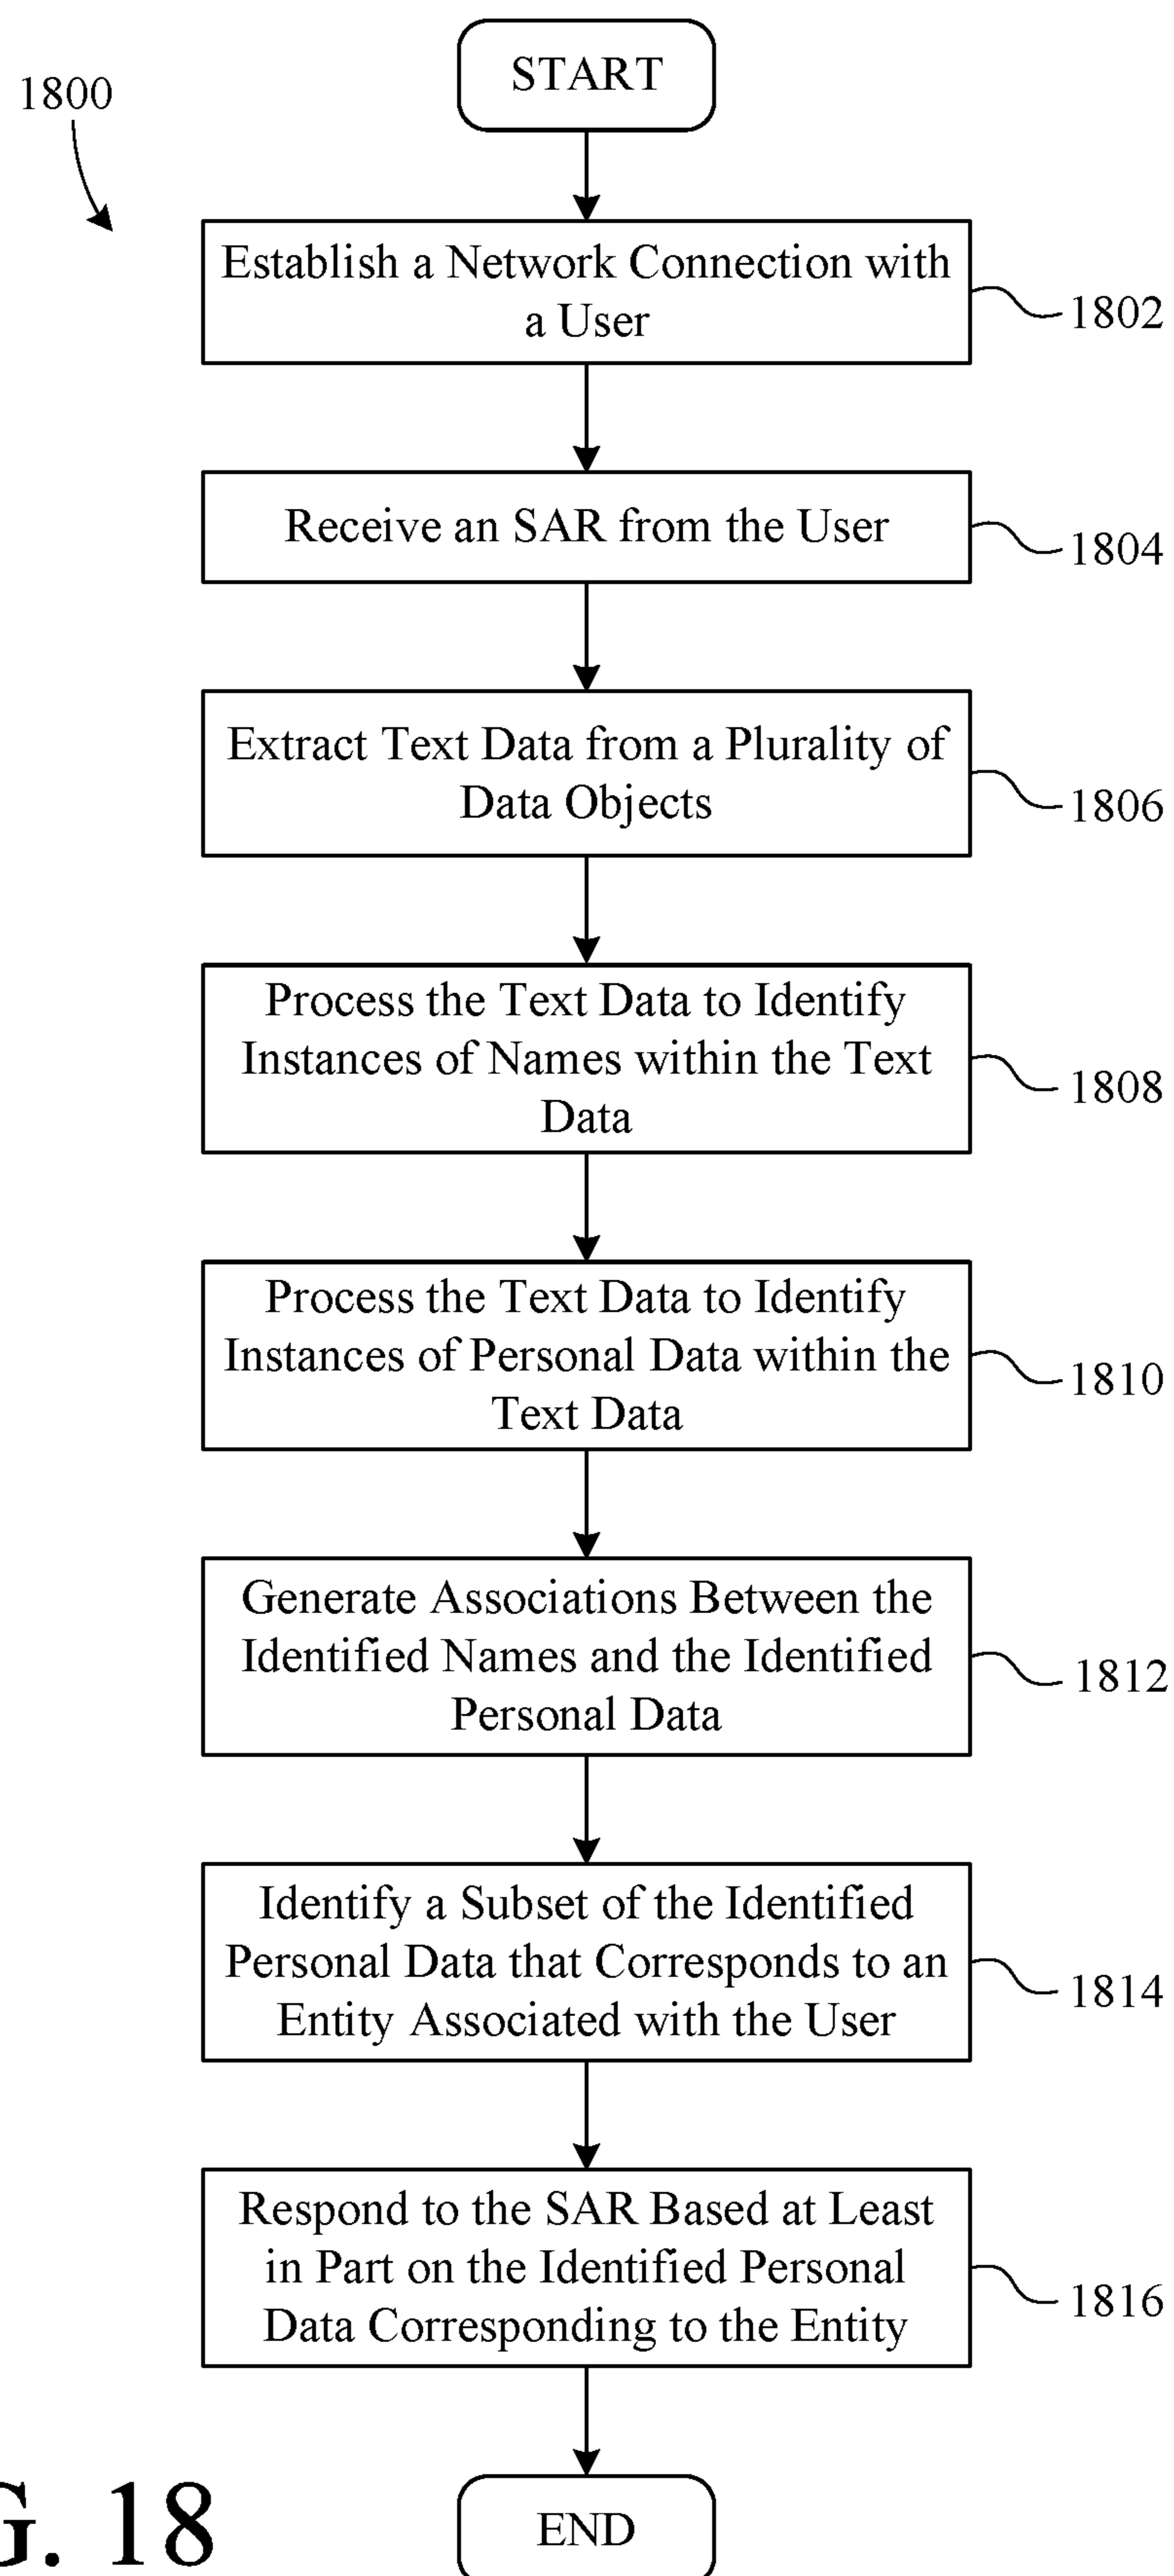 START
1800
Establish a Network Connection with
a User
1802
Receive an SAR from the User
1804
Extract Text Data from a Plurality of
Data Objects
1806
Process the Text Data to Identify
Instances of Names within the Text
Data
1808
Process the Text Data to Identify
Instances of Personal Data within the
Text Data
1810
Generate Associations Between the
Identified Names and the Identified
Personal Data
1812
Identify a Subset of the Identified
Personal Data that Corresponds to an
Entity Associated with the User
1814
Respond to the SAR Based at Least
in Part on the Identified Personal
Data Corresponding to the Entity
1816
END
G. 18